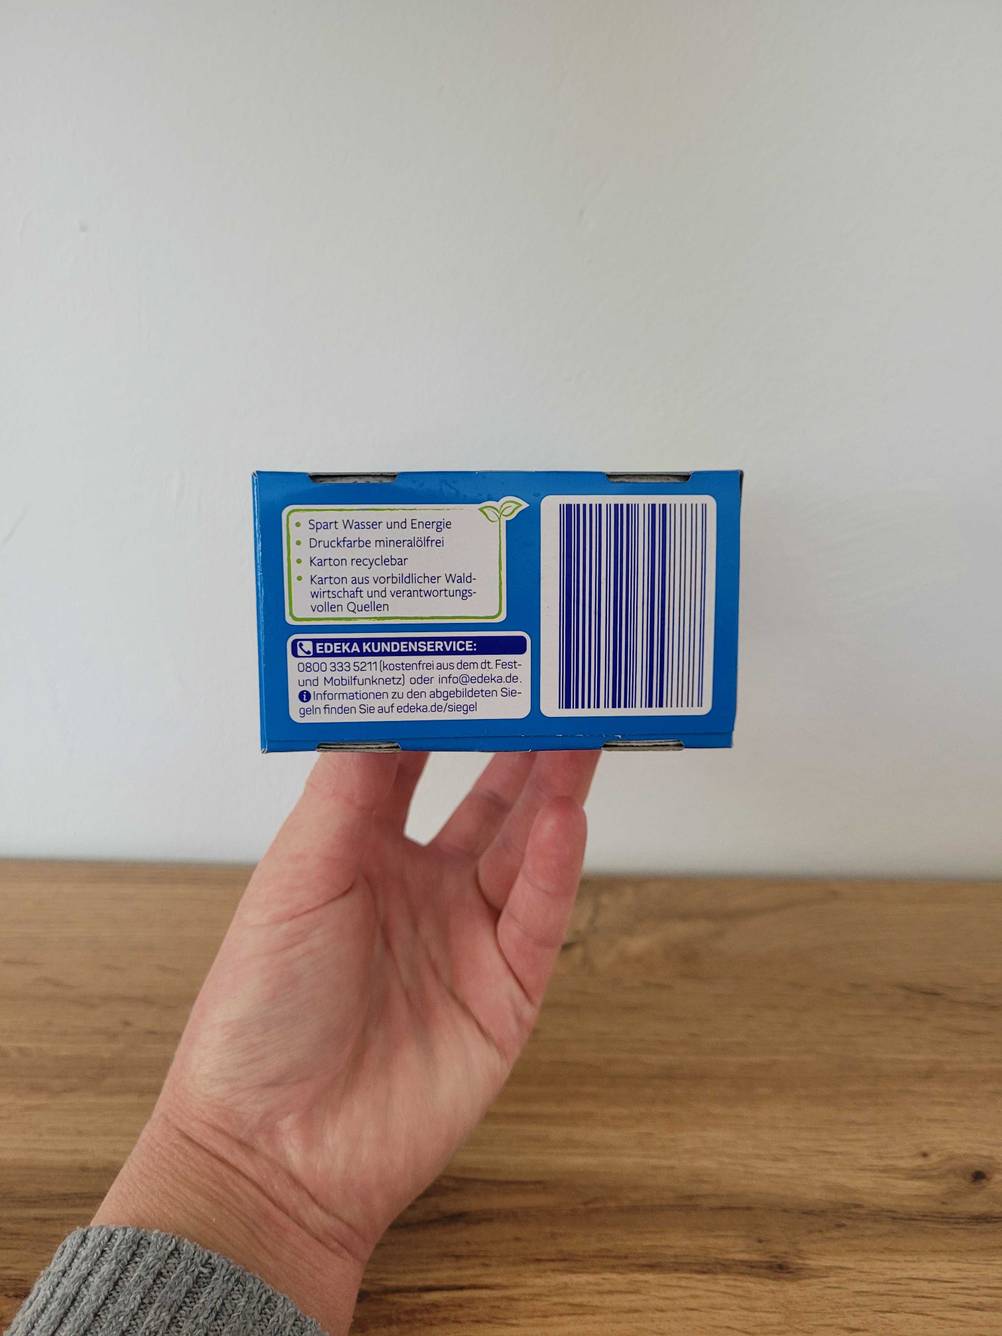 Spart Wasser und Energie
Druckfarbe mineralölfrei
Karton recyclebar
Karton aus vorbildlicher Wald-
wirtschaft und verantwortungs-
vollen Quellen
EDEKA KUNDENSERVICE:
0800 333 5211 (kostenfrei aus dem dt. Fest-
und Mobilfunknetz) oder info@edeka.de.
Informationen zu den abgebildeten Sie-
geln finden Sie auf edeka.de/siegel